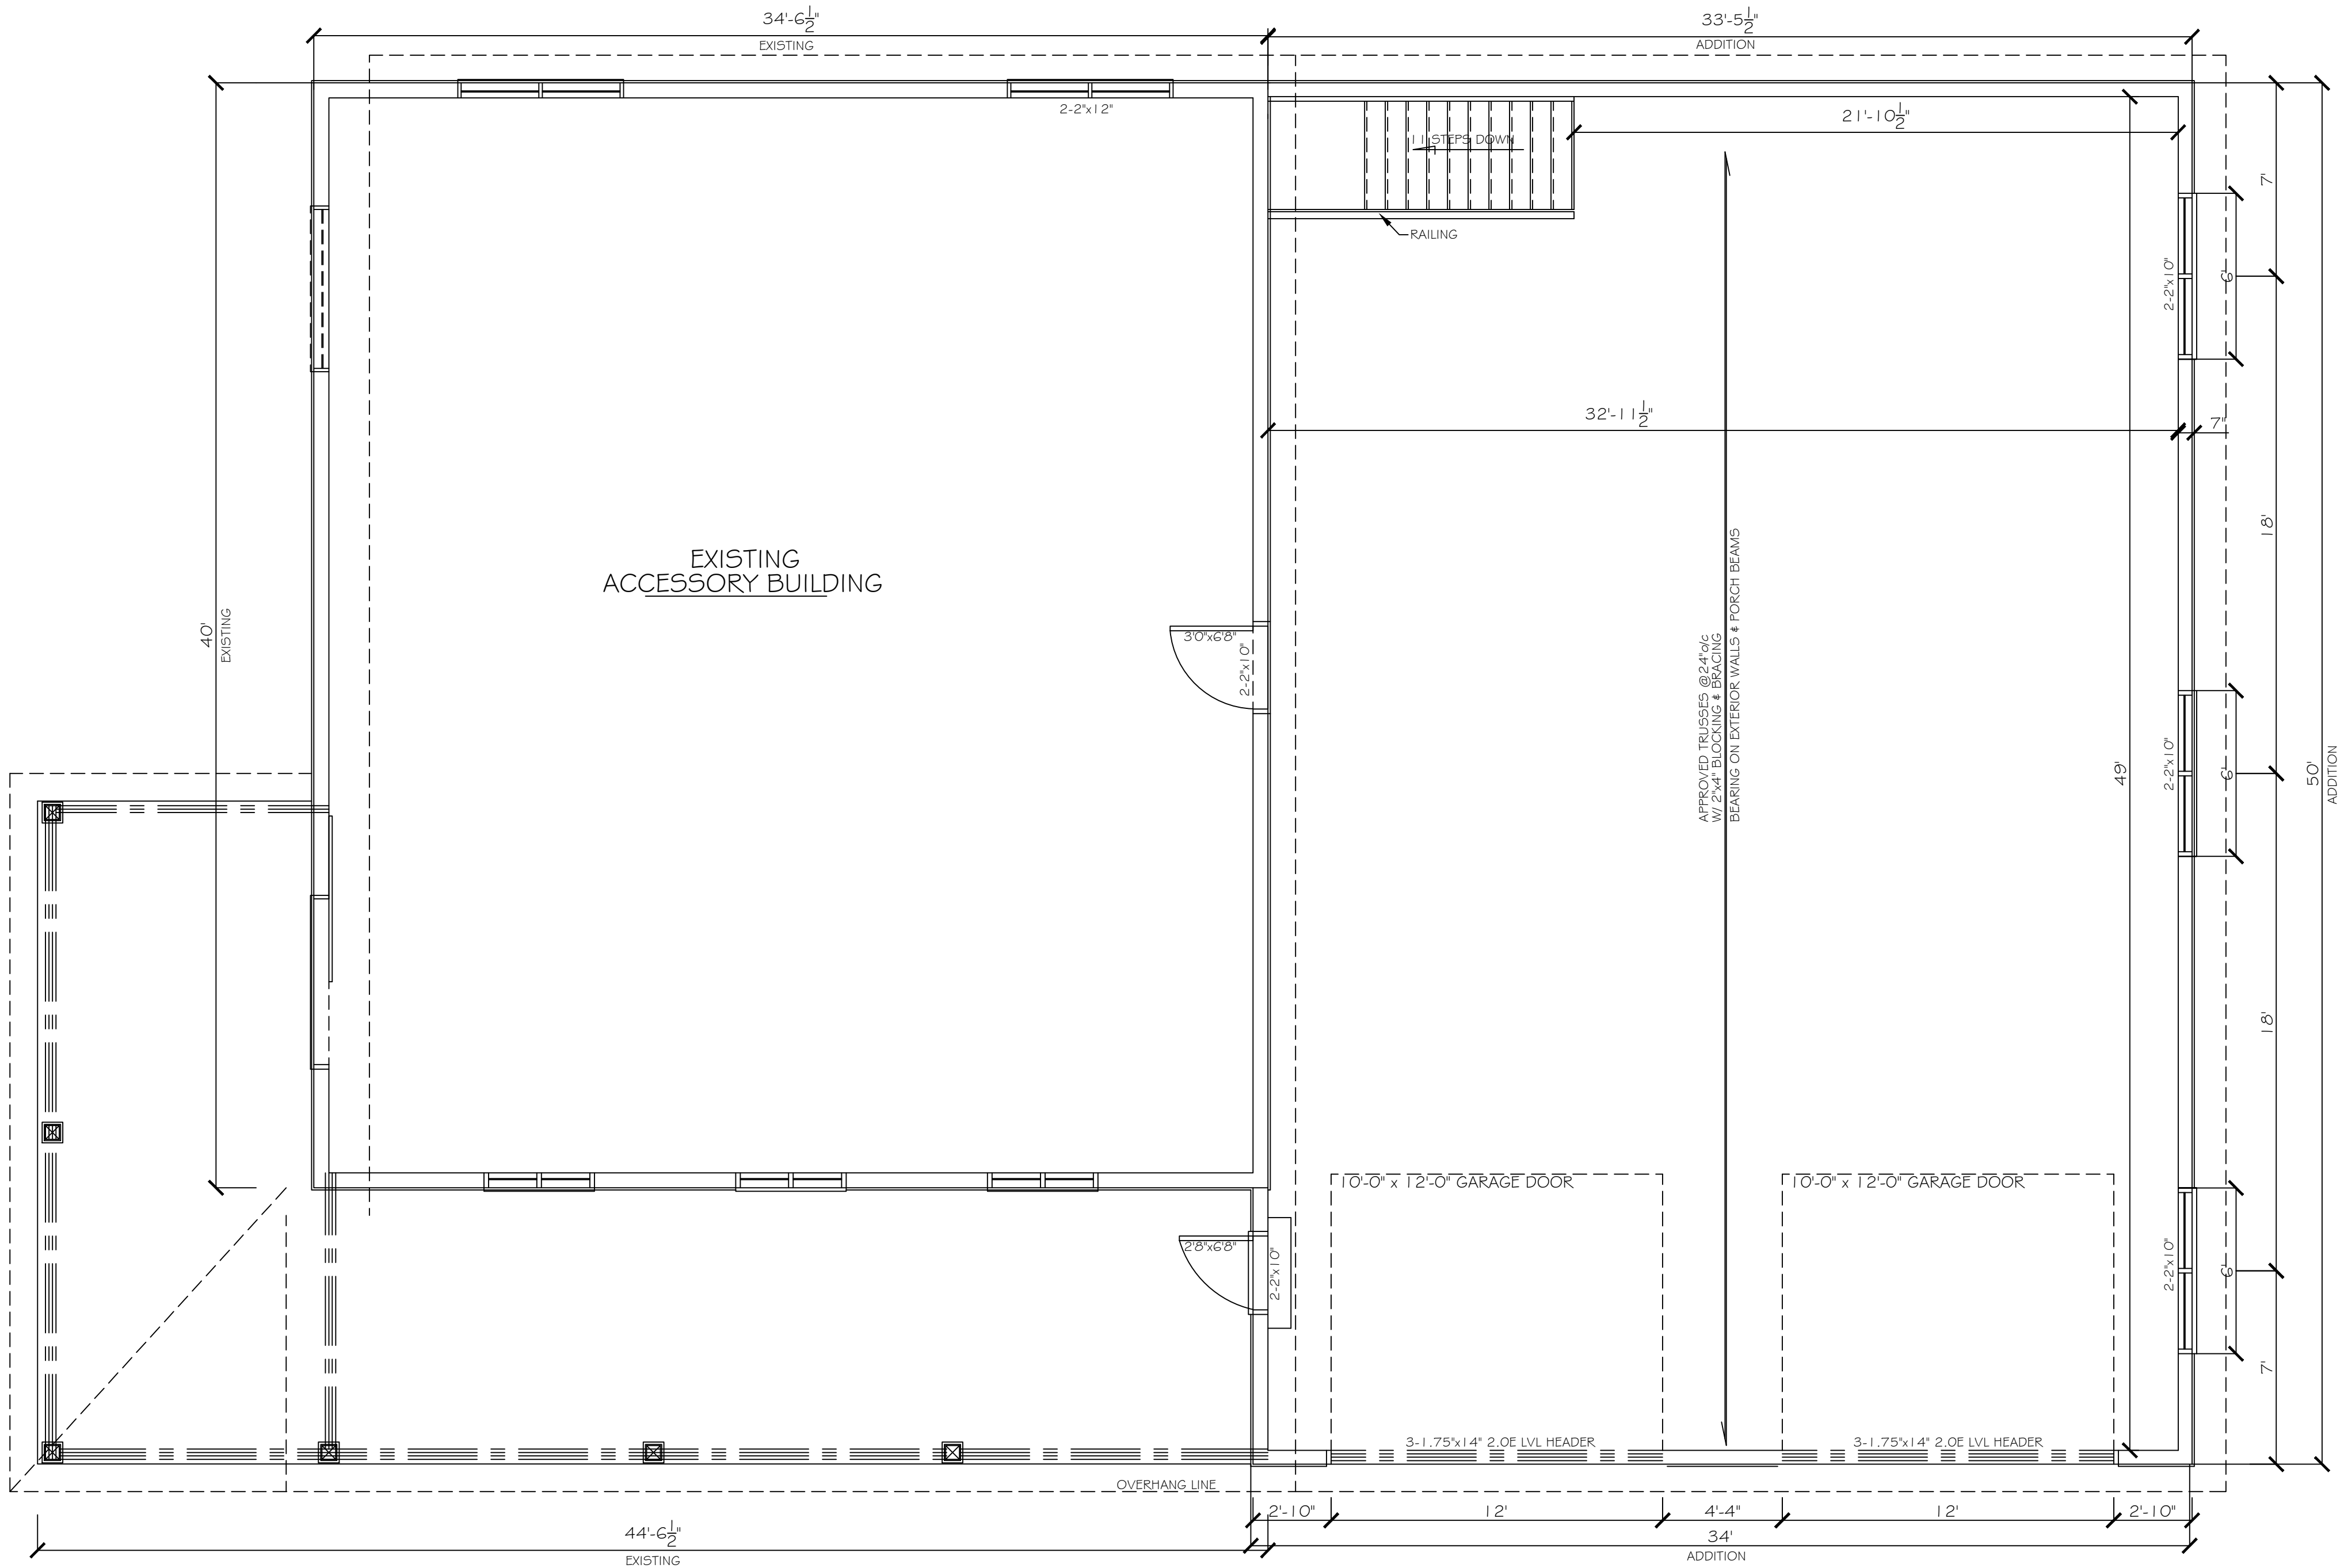 34'-6 1/2"
EXISTING
33'-5 1/2"
ADDITION
2-2"x12"
21'-10 1/2"
11 STEPS DOWN
RAILING
7'
2-2"x10"
6'
32'-11 1/2"
7"
18'
EXISTING
ACCESSORY BUILDING
40'
EXISTING
3'0"x6'8"
2-2"x10"
APPROVED TRUSSES @24"o/c
W/ 2"x4" BLOCKING & BRACING
BEARING ON EXTERIOR WALLS & PORCH BEAMS
49'
2-2"x10"
6'
50'
ADDITION
18'
10'-0" x 12'-0" GARAGE DOOR
10'-0" x 12'-0" GARAGE DOOR
2'8"x6'8"
2-2"x10"
2-2"x10"
6'
7'
3-1.75"x14" 2.0E LVL HEADER
3-1.75"x14" 2.0E LVL HEADER
OVERHANG LINE
2'-10"
12'
4'-4"
12'
2'-10"
44'-6 1/2"
EXISTING
34'
ADDITION